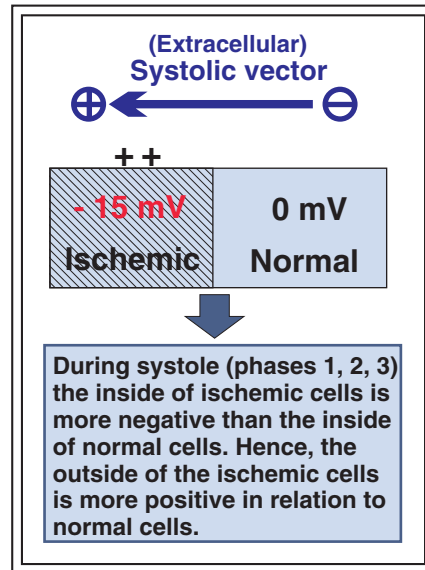 (Extracellular)
Systolic vector
+ −
+ +
- 15 mV 0 mV
Ischemic Normal
During systole (phases 1, 2, 3)
the inside of ischemic cells is
more negative than the inside
of normal cells. Hence, the
outside of the ischemic cells
is more positive in relation to
normal cells.